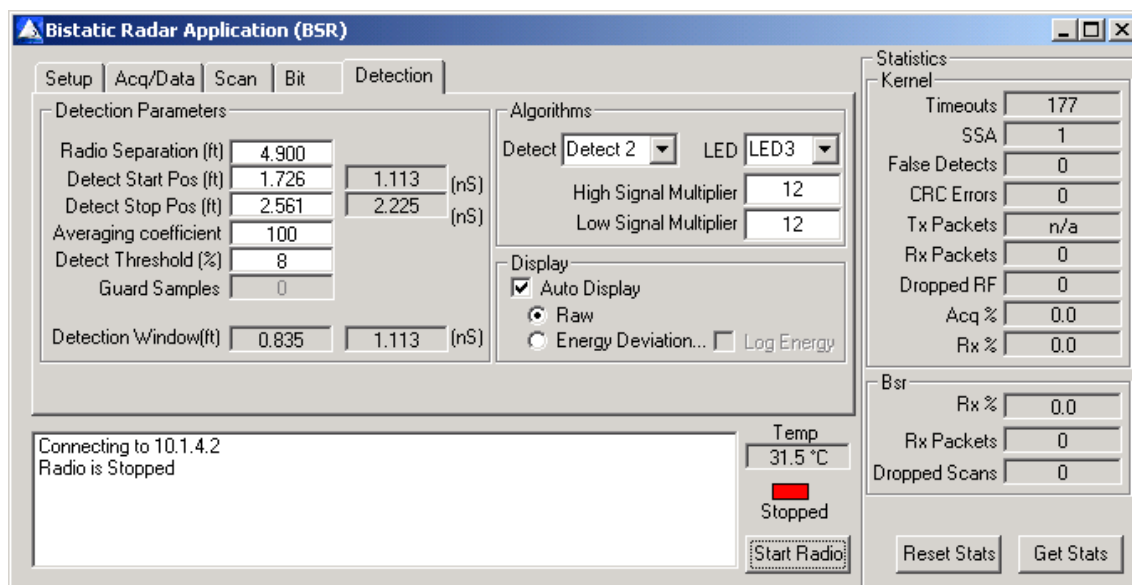 Bistatic Radar Application (BSR)
Setup Acq/Data Scan Bit Detection
Detection Parameters
Radio Separation (ft) 4.900
Detect Start Pos (ft) 1.726 1.113 (nS)
Detect Stop Pos (ft) 2.561 2.225 (nS)
Averaging coefficient 100
Detect Threshold (%) 8
Guard Samples 0
Detection Window(ft) 0.835 1.113 (nS)
Algorithms
Detect Detect 2 LED LED3
High Signal Multiplier 12
Low Signal Multiplier 12
Display
Auto Display
Raw
Energy Deviation... Log Energy
Connecting to 10.1.4.2
Radio is Stopped
Temp
31.5 °C
Stopped
Start Radio
Statistics
Kernel
Timeouts 177
SSA 1
False Detects 0
CRC Errors 0
Tx Packets n/a
Rx Packets 0
Dropped RF 0
Acq % 0.0
Rx % 0.0
Bsr
Rx % 0.0
Rx Packets 0
Dropped Scans 0
Reset Stats Get Stats